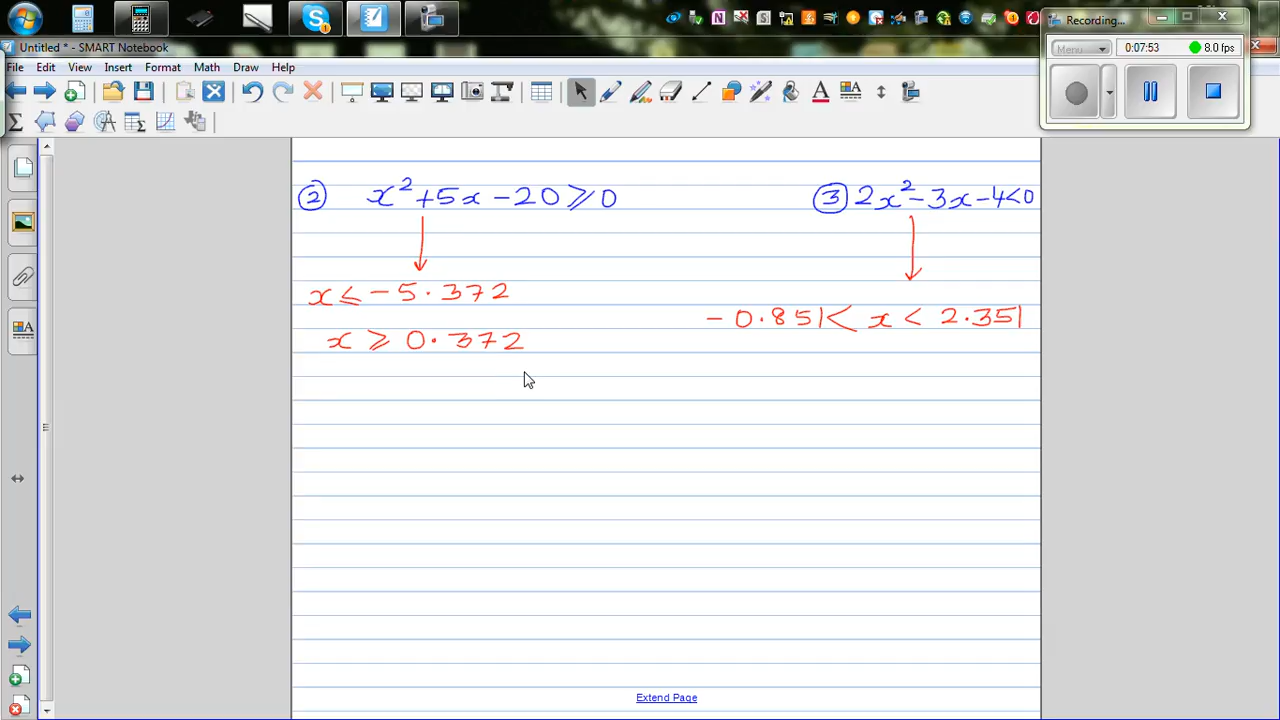 Recording...
Menu
0:07:53
8.0 fps
Untitled * - SMART Notebook
File Edit View Insert Format Math Draw Help
② x²+5x-20⩾0
③ 2x²-3x-4<0
x⩽-5.372
-0.851< x < 2.351
x ⩾ 0.372
Extend Page